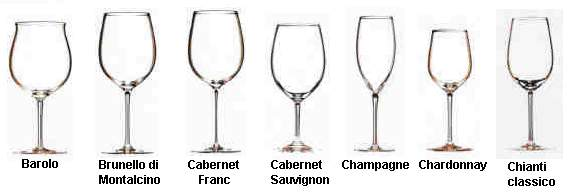 Barolo
Brunello di
Montalcino
Cabernet
Franc
Cabernet
Sauvignon
Champagne
Chardonnay
Chianti
classico